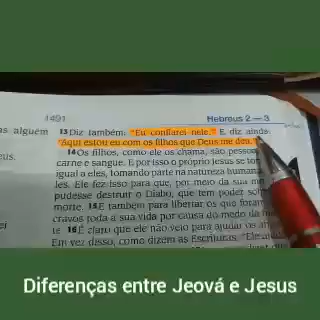 1491
Hebreus 2—3
as alguém
13 Diz também: "Eu confiarei nele." E diz ainda:
"Aqui estou eu com os filhos que Deus me deu."
14 Os filhos, como ele os chama, são pessoas
eus.
carne e sangue. E por isso o próprio Jesus se
igual a eles, tomando parte na natureza humana
les. Ele fez isso para que, por meio da sua
pudesse destruir o Diabo, que tem poder
morte. 15 E também para libertar os que foram
cravos toda a sua vida por causa do medo da
te. 16 É claro que ele não veio para ajudar os
Em vez disso, como dizem as Escrituras: "Ele
Diferenças entre Jeová e Jesus